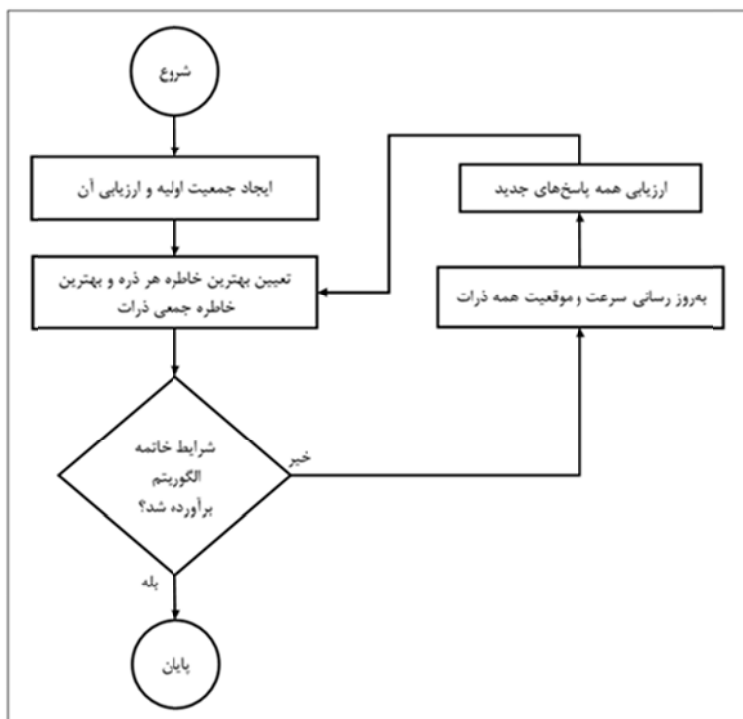 شروع
ایجاد جمعیت اولیه و ارزیابی آن
تعیین بهترین خاطره هر ذره و بهترین
خاطره جمعی ذرات
شرایط خاتمه
الگوریتم
برآورده شد؟
خیر
بله
پایان
به‌روز رسانی سرعت و موقعیت همه ذرات
ارزیابی همه پاسخ‌های جدید